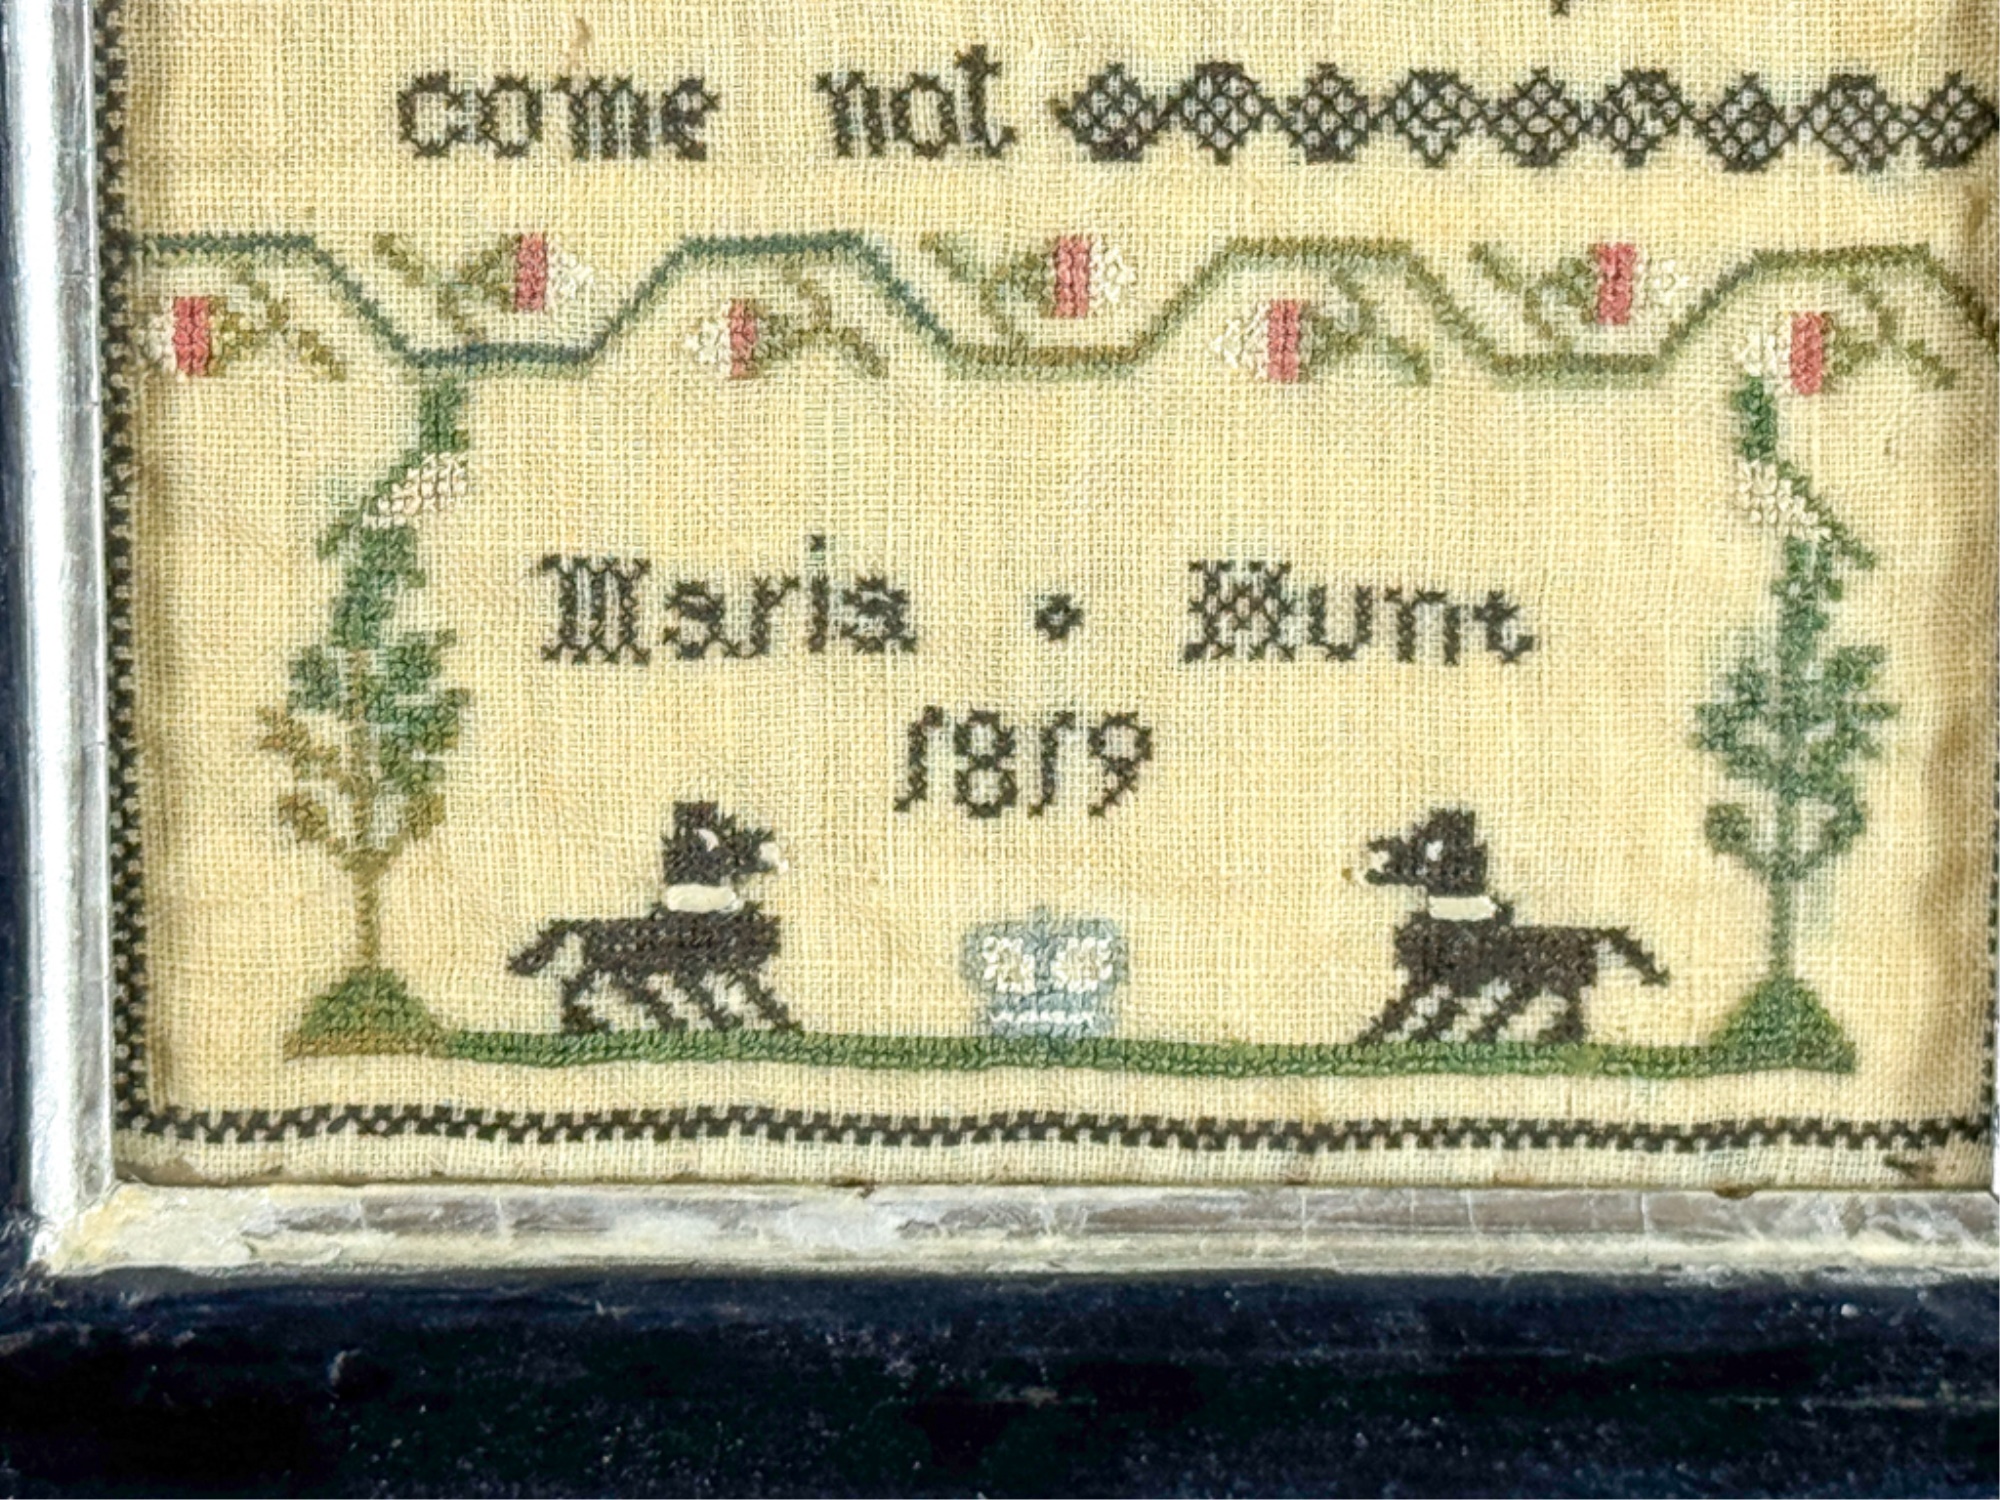 come not
Maria • Hunt
1819